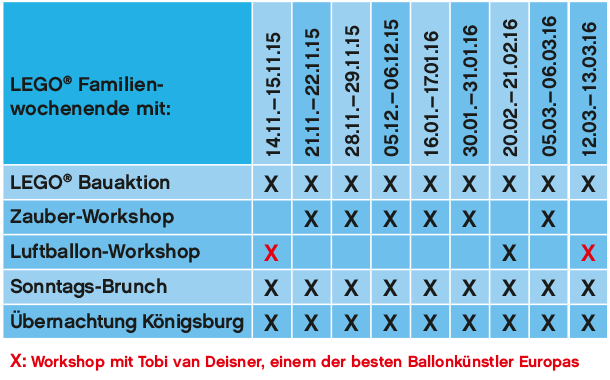 LEGO® Familien-
wochenende mit:
14.11.–15.11.15
21.11.–22.11.15
28.11.–29.11.15
05.12.–06.12.15
16.01.–17.01.16
30.01.–31.01.16
20.02.–21.02.16
05.03.–06.03.16
12.03.–13.03.16
LEGO® Bauaktion X X X X X X X X X
Zauber-Workshop X X X X X X
Luftballon-Workshop X X X
Sonntags-Brunch X X X X X X X X X
Übernachtung Königsburg X X X X X X X X X
X: Workshop mit Tobi van Deisner, einem der besten Ballonkünstler Europas